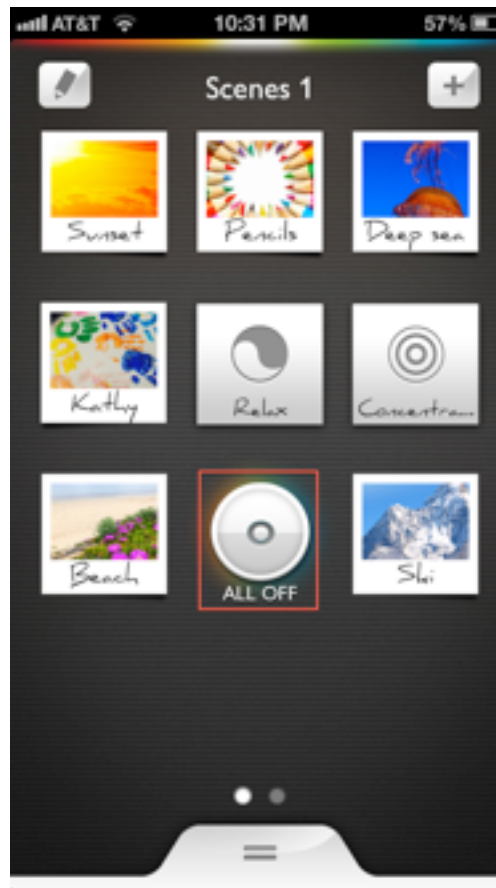 AT&T 10:31 PM 57%
Scenes 1
Sunset Pencils Deep sea
Kathy Relax Concentra...
Beach ALL OFF Ski